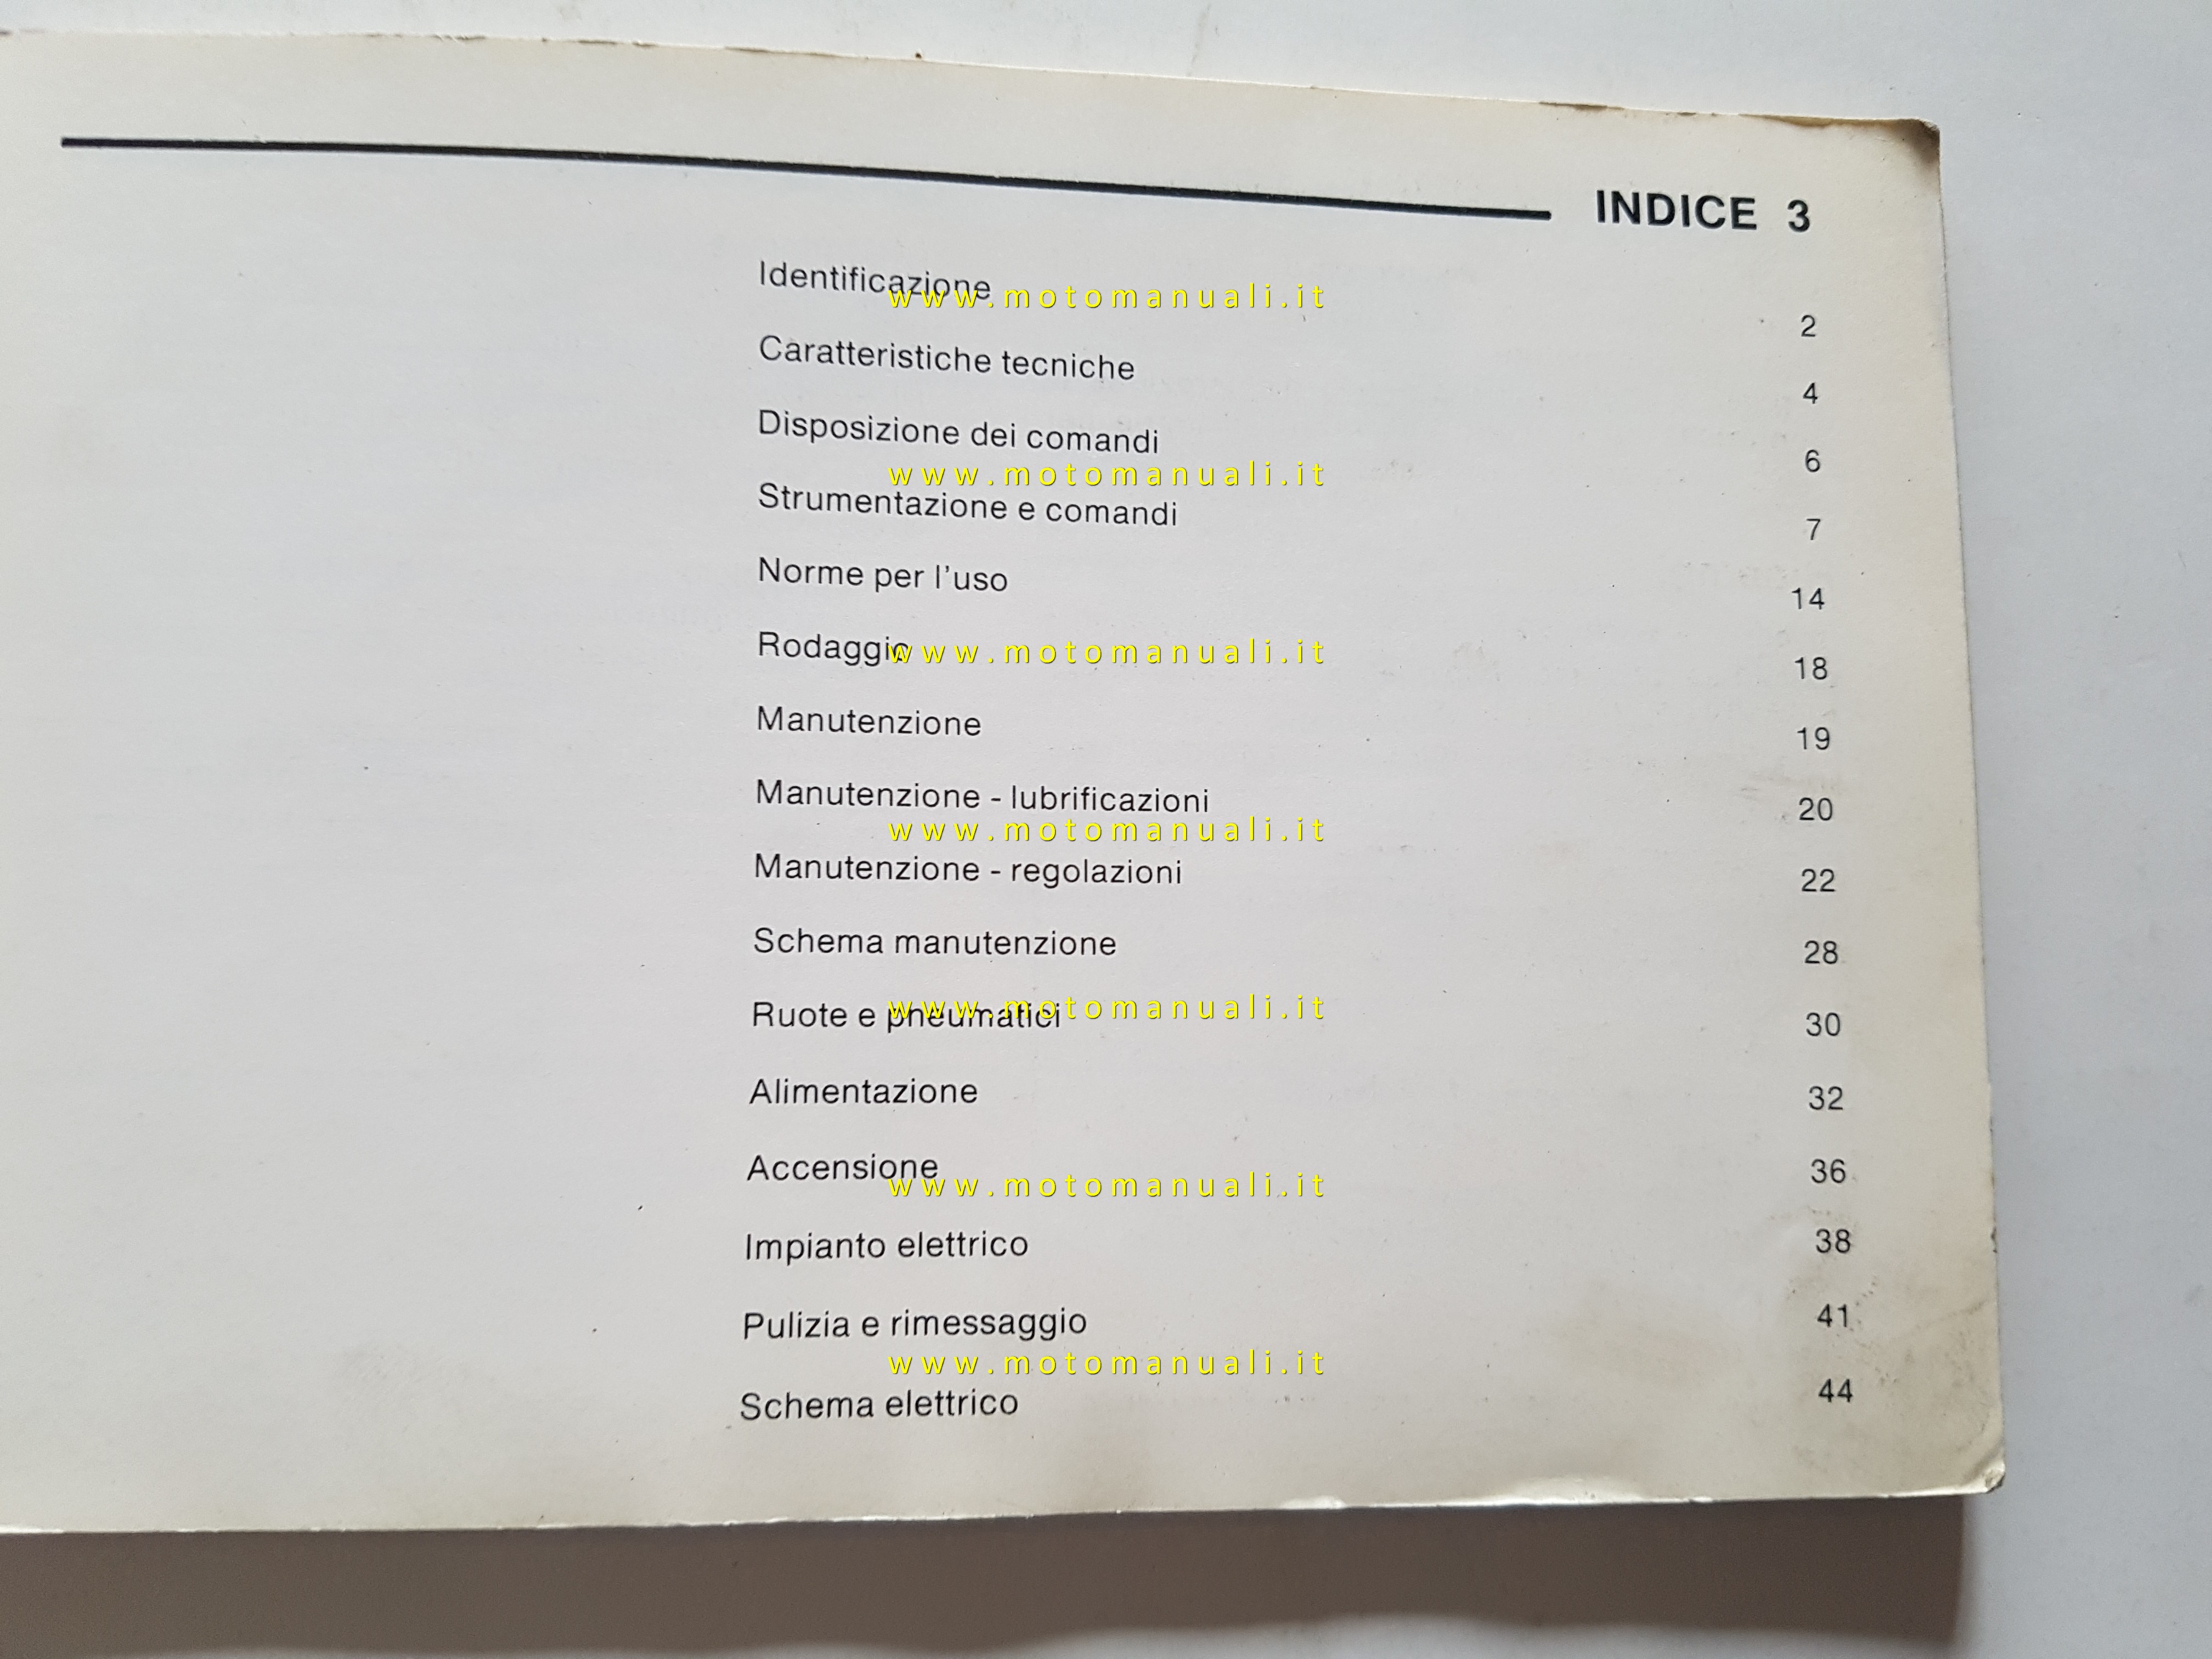 INDICE 3
Identificazione 2
Caratteristiche tecniche 4
Disposizione dei comandi 6
Strumentazione e comandi 7
Norme per l'uso 14
Rodaggio 18
Manutenzione 19
Manutenzione - lubrificazioni 20
Manutenzione - regolazioni 22
Schema manutenzione 28
Ruote e pneumatici 30
Alimentazione 32
Accensione 36
Impianto elettrico 38
Pulizia e rimessaggio 41
Schema elettrico 44
www.motomanuali.it
www.motomanuali.it
www.motomanuali.it
www.motomanuali.it
www.motomanuali.it
www.motomanuali.it
www.motomanuali.it